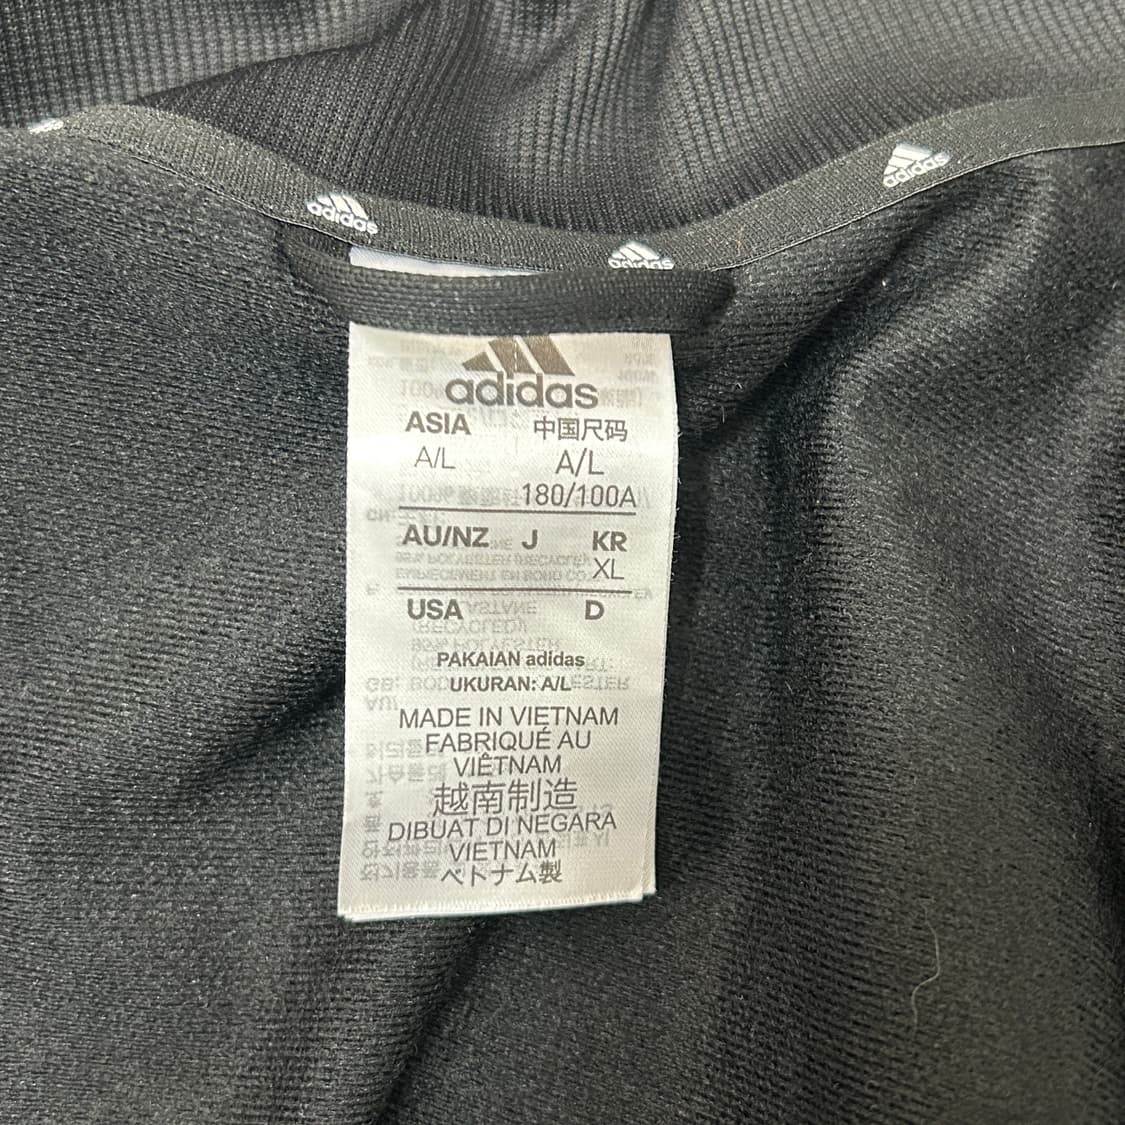 adidas
adidas
adidas
adidas
ASIA 中国尺码
A/L A/L
180/100A
AU/NZ J KR
XL
USA D
PAKAIAN adidas
UKURAN: A/L
MADE IN VIETNAM
FABRIQUÉ AU
VIÊTNAM
越南制造
DIBUAT DI NEGARA
VIETNAM
ベトナム製